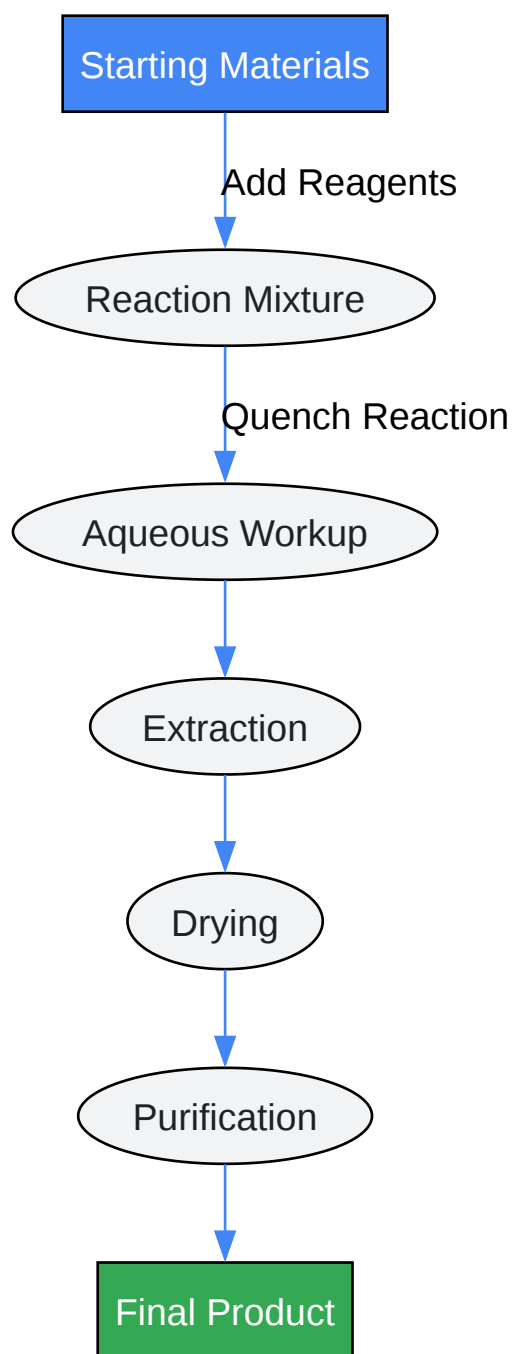 Starting Materials
Add Reagents
Reaction Mixture
Quench Reaction
Aqueous Workup
Extraction
Drying
Purification
Final Product